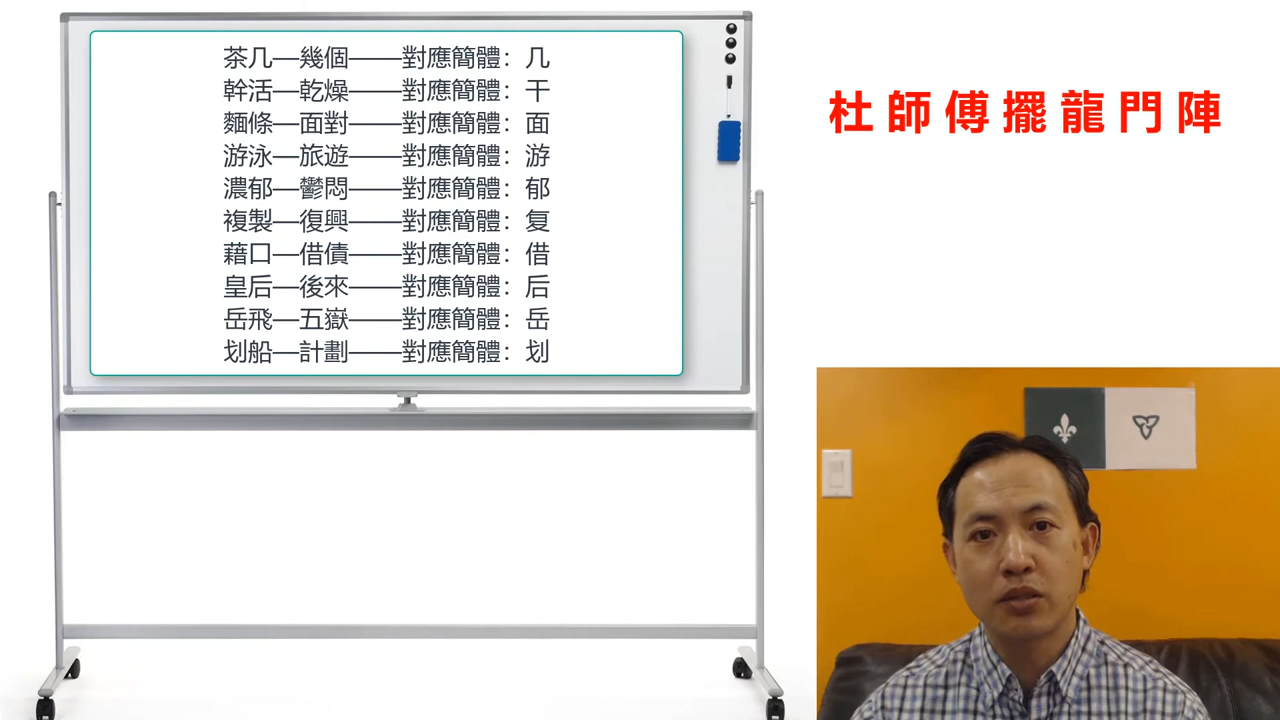 茶几—幾個——對應簡體：几
幹活—乾燥——對應簡體：干
麵條—面對——對應簡體：面
游泳—旅遊——對應簡體：游
濃郁—鬱悶——對應簡體：郁
複製—復興——對應簡體：复
藉口—借債——對應簡體：借
皇后—後來——對應簡體：后
岳飛—五嶽——對應簡體：岳
划船—計劃——對應簡體：划
杜師傅擺龍門陣